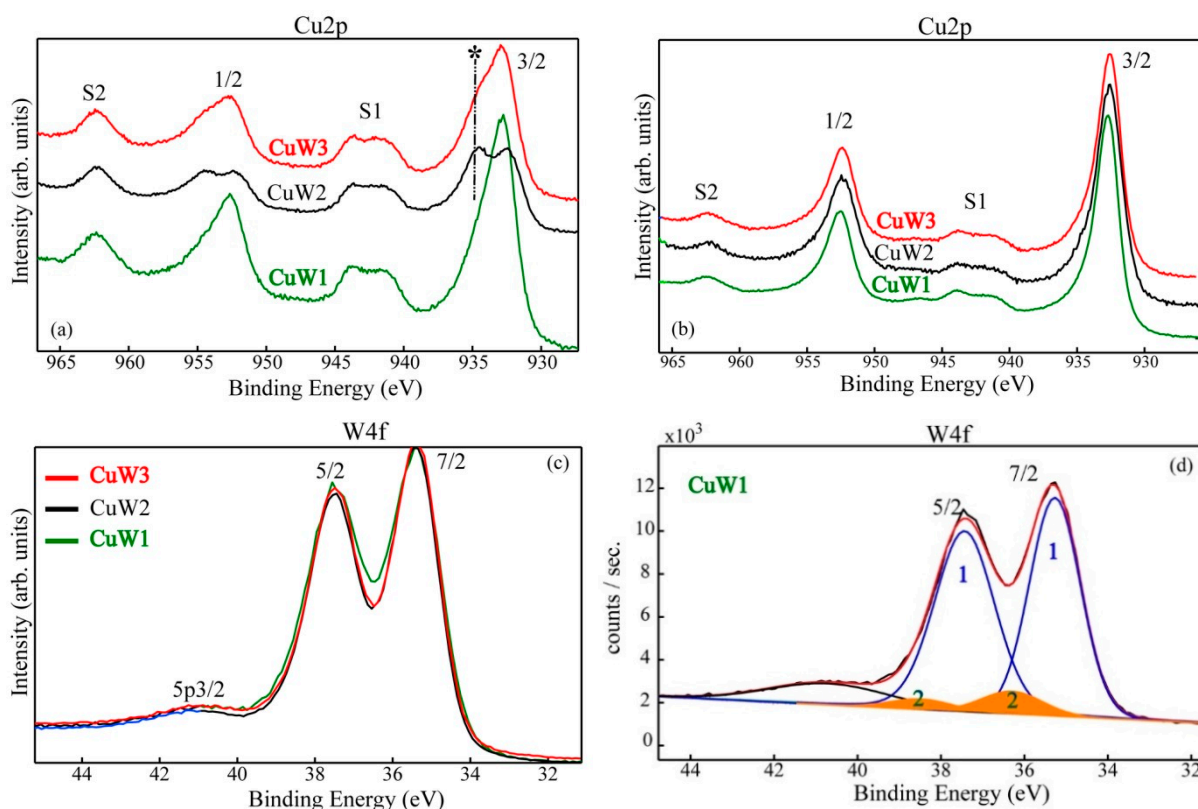 Cu2p
Intensity (arb. units)
S2
1/2
S1
*
3/2
CuW3
CuW2
CuW1
(a)
965 960 955 950 945 940 935 930
Binding Energy (eV)
Cu2p
Intensity (arb. units)
S2
1/2
S1
3/2
CuW3
CuW2
CuW1
(b)
965 960 955 950 945 940 935 930
Binding Energy (eV)
W4f
Intensity (arb. units)
CuW3
CuW2
CuW1
5/2
7/2
(c)
5p3/2
44 42 40 38 36 34 32
Binding Energy (eV)
x10³
W4f
counts / sec.
CuW1
5/2
7/2
(d)
12
10
8
6
4
2
0
1
1
2
2
44 42 40 38 36 34 32
Binding Energy (eV)